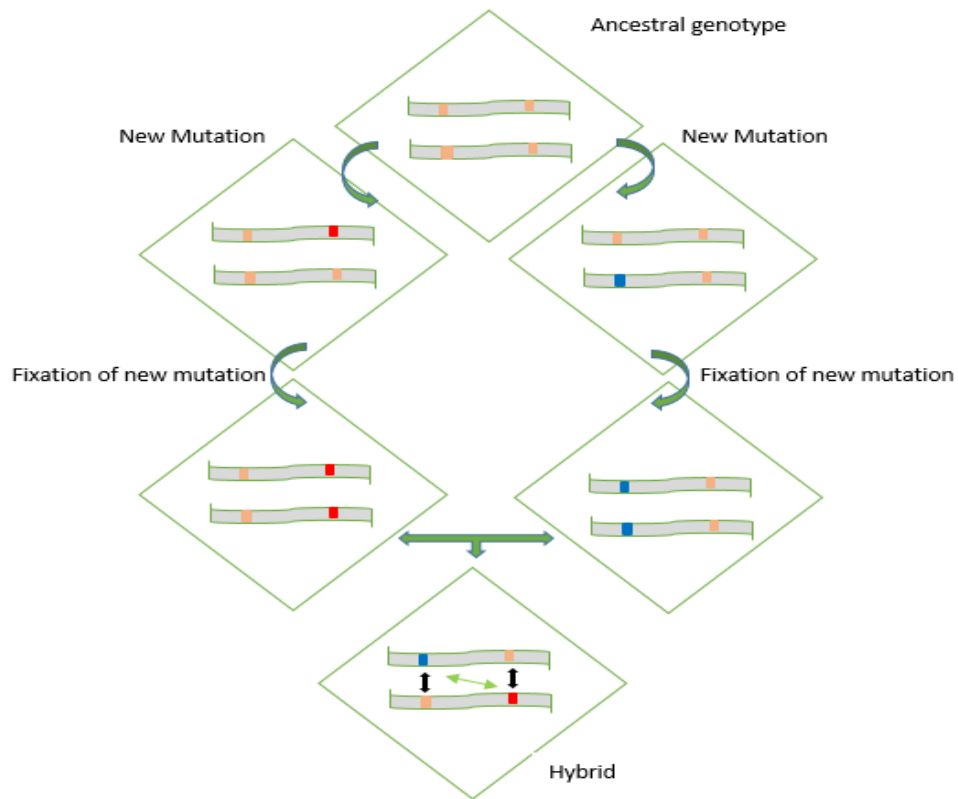 Ancestral genotype
New Mutation
New Mutation
Fixation of new mutation
Fixation of new mutation
Hybrid